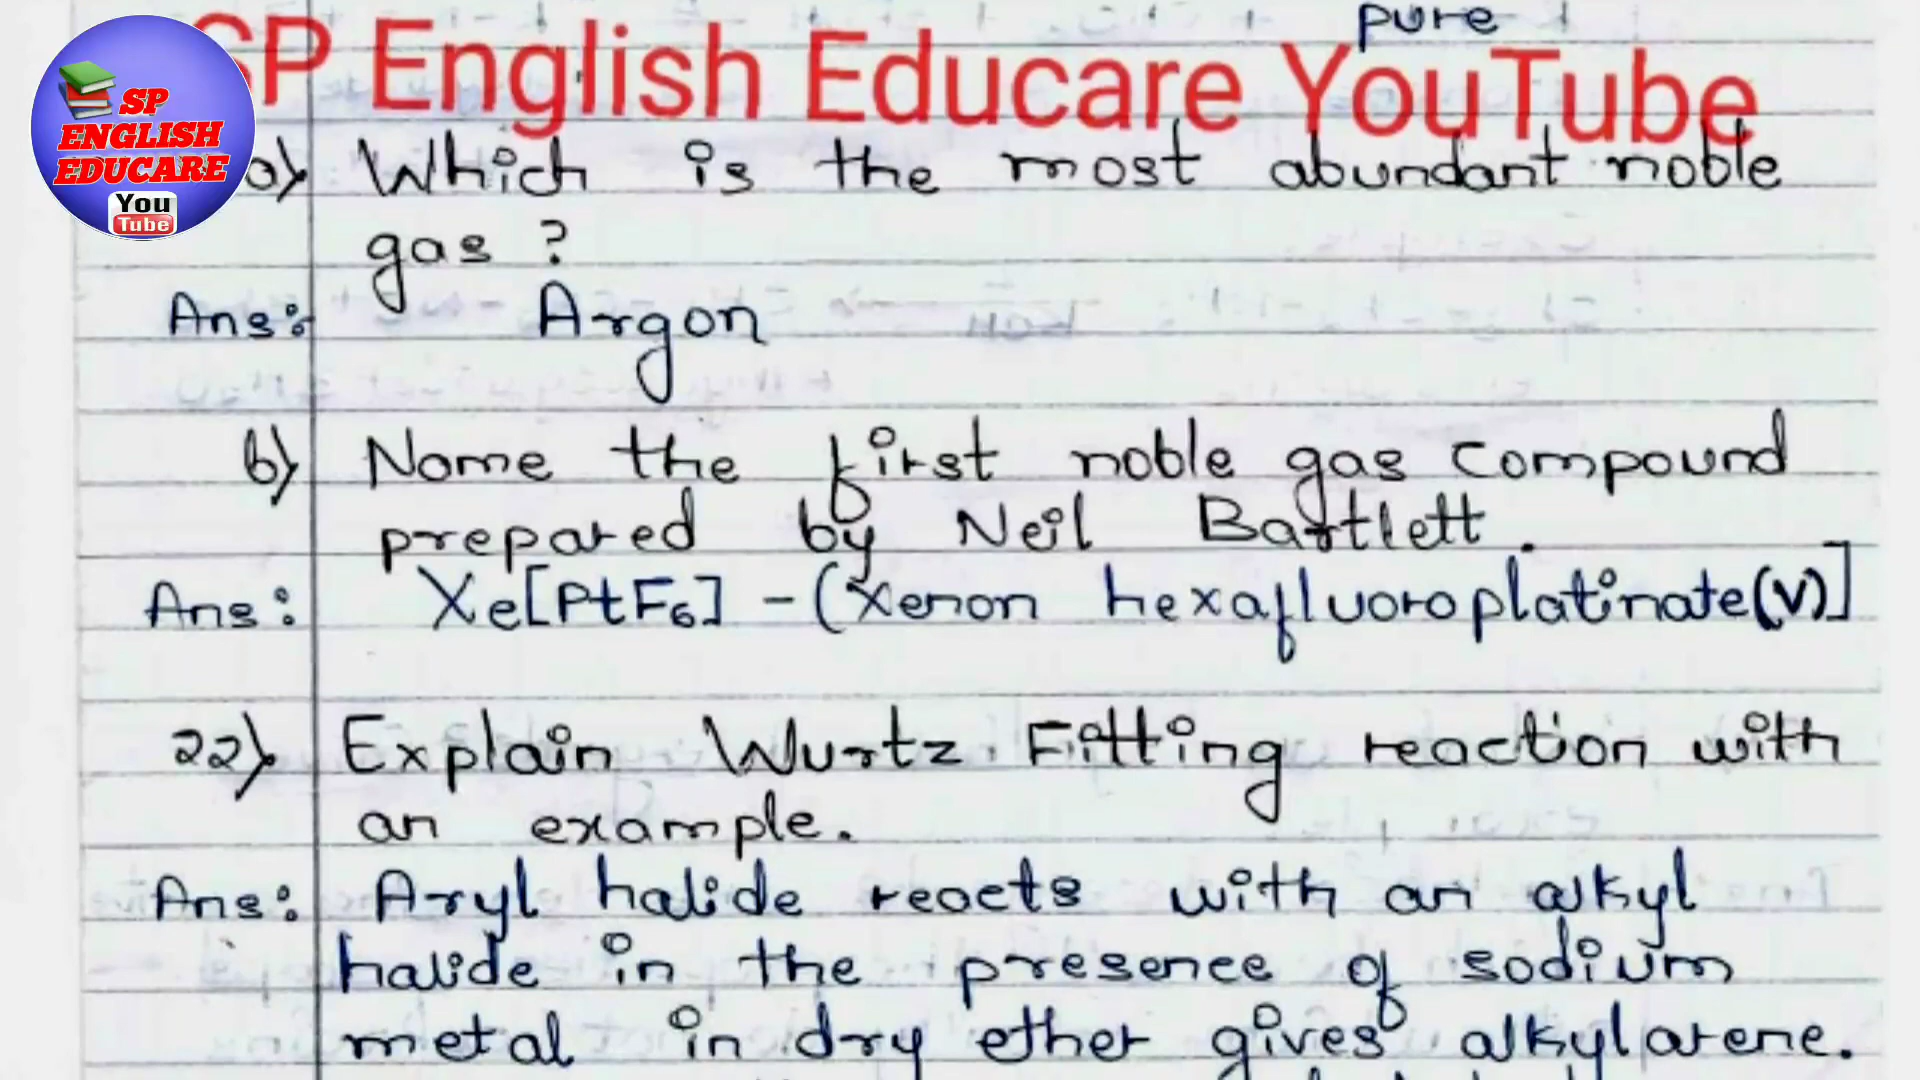 pure
SP English Educare YouTube
SP
ENGLISH
EDUCARE
You
Tube
a) Which is the most abundant noble
gas ?
Ans: Argon
b) Name the first noble gas compound
prepared by Neil Bartlett.
Ans: Xe[PtF6] - (Xenon hexafluoroplatinate(V)]
22). Explain Wurtz Fitting reaction with
an example.
Ans: Aryl halide reacts with an alkyl
halide in the presence of sodium
metal in dry ether gives alkylarene.